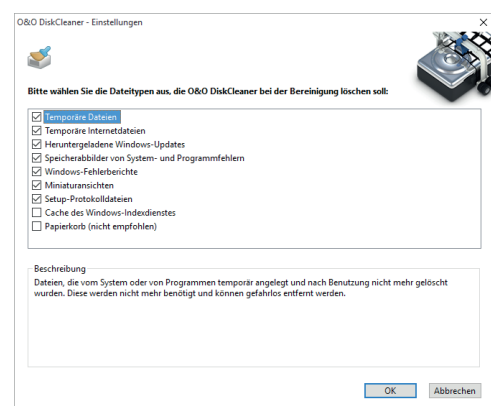 O&O DiskCleaner - Einstellungen
Bitte wählen Sie die Dateitypen aus, die O&O DiskCleaner bei der Bereinigung löschen soll:
Temporäre Dateien
Temporäre Internetdateien
Heruntergeladene Windows-Updates
Speicherabbilder von System- und Programmfehlern
Windows-Fehlerberichte
Miniaturansichten
Setup-Protokolldateien
Cache des Windows-Indexdienstes
Papierkorb (nicht empfohlen)
Beschreibung
Dateien, die vom System oder von Programmen temporär angelegt und nach Benutzung nicht mehr gelöscht
wurden. Diese werden nicht mehr benötigt und können gefahrlos entfernt werden.
OK Abbrechen